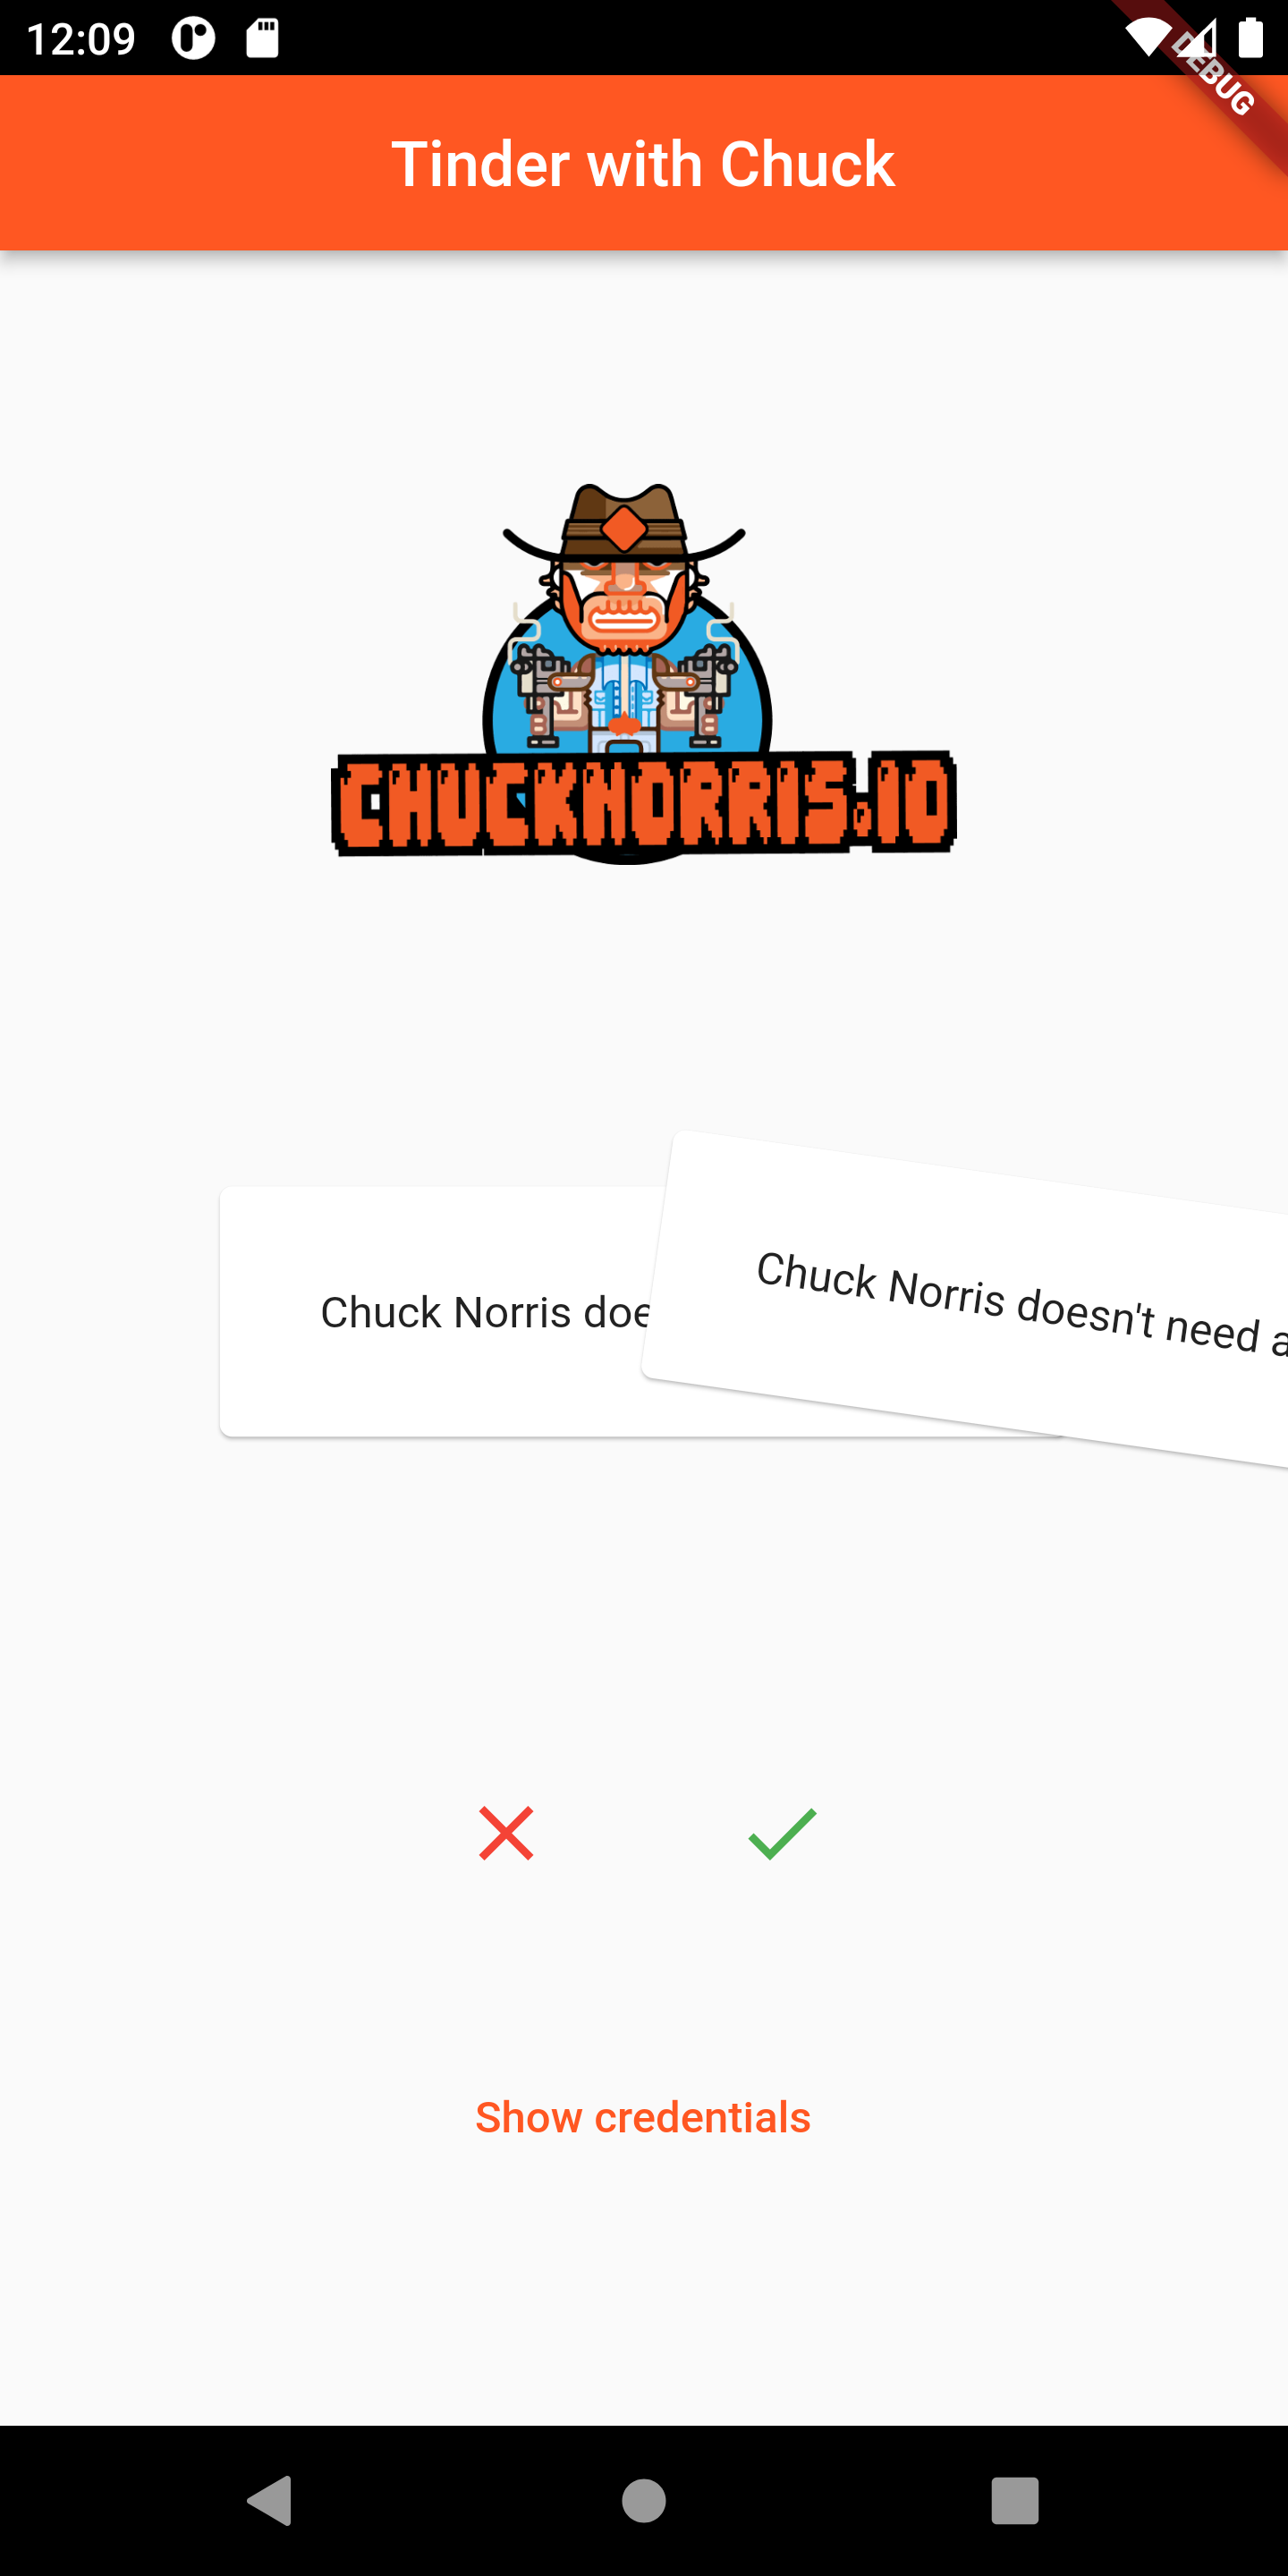 12:09
DEBUG
Tinder with Chuck
CHUCKNORRIS.IO
Chuck Norris doe
Chuck Norris doesn't need a
Show credentials